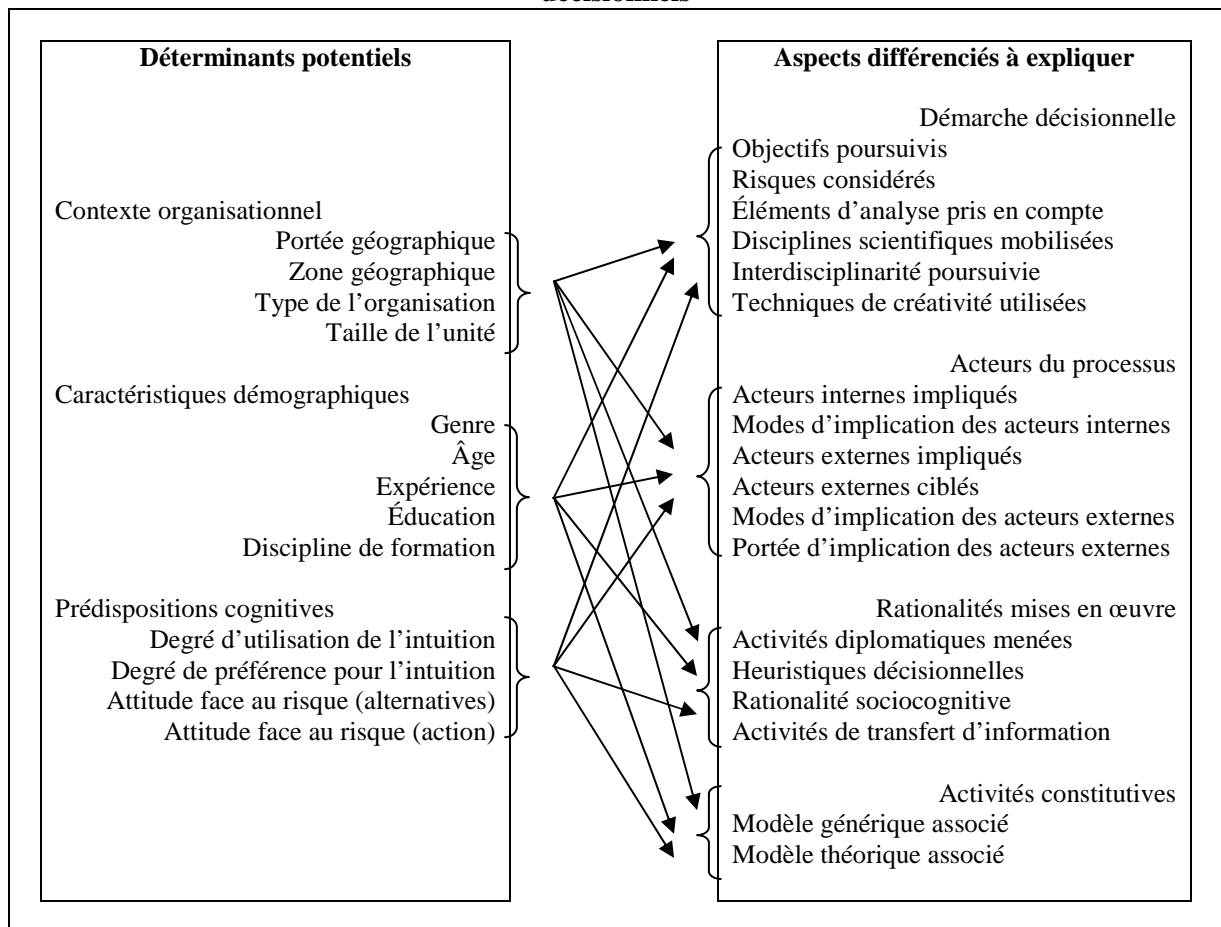 décisionnels
Déterminants potentiels
Contexte organisationnel
Portée géographique
Zone géographique
Type de l’organisation
Taille de l’unité
Caractéristiques démographiques
Genre
Âge
Expérience
Éducation
Discipline de formation
Prédispositions cognitives
Degré d’utilisation de l’intuition
Degré de préférence pour l’intuition
Attitude face au risque (alternatives)
Attitude face au risque (action)
Aspects différenciés à expliquer
Démarche décisionnelle
Objectifs poursuivis
Risques considérés
Éléments d’analyse pris en compte
Disciplines scientifiques mobilisées
Interdisciplinarité poursuivie
Techniques de créativité utilisées
Acteurs du processus
Acteurs internes impliqués
Modes d’implication des acteurs internes
Acteurs externes impliqués
Acteurs externes ciblés
Modes d’implication des acteurs externes
Portée d’implication des acteurs externes
Rationalités mises en œuvre
Activités diplomatiques menées
Heuristiques décisionnelles
Rationalité sociocognitive
Activités de transfert d’information
Activités constitutives
Modèle générique associé
Modèle théorique associé